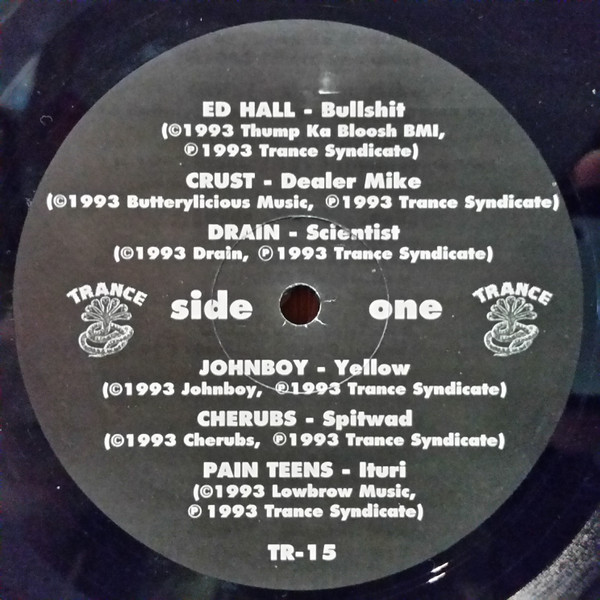 ED HALL - Bullshit
(©1993 Thump Ka Bloosh BMI,
℗1993 Trance Syndicate)
CRUST - Dealer Mike
(©1993 Butterylicious Music, ℗1993 Trance Syndicate)
DRAIN - Scientist
(©1993 Drain, ℗1993 Trance Syndicate)
TRANCE
side one
TRANCE
JOHNBOY - Yellow
(©1993 Johnboy, ℗1993 Trance Syndicate)
CHERUBS - Spitwad
(©1993 Cherubs, ℗1993 Trance Syndicate)
PAIN TEENS - Ituri
(©1993 Lowbrow Music,
℗1993 Trance Syndicate)
TR-15